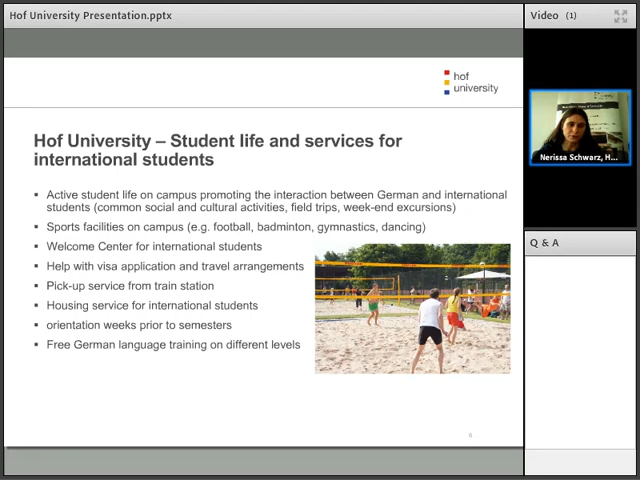 Hof University Presentation.pptx
Video (1)
hof
university
Hof University – Student life and services for
international students
▪ Active student life on campus promoting the interaction between German and international
students (common social and cultural activities, field trips, week-end excursions)
▪ Sports facilities on campus (e.g. football, badminton, gymnastics, dancing)
▪ Welcome Center for international students
▪ Help with visa application and travel arrangements
▪ Pick-up service from train station
▪ Housing service for international students
▪ orientation weeks prior to semesters
▪ Free German language training on different levels
6
Nerissa Schwarz, H...
Q & A